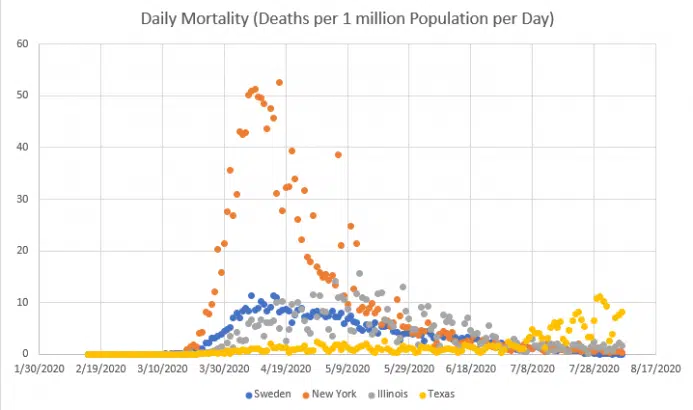 Daily Mortality (Deaths per 1 million Population per Day)
60
50
40
30
20
10
0
1/30/2020 2/19/2020 3/10/2020 3/30/2020 4/19/2020 5/9/2020 5/29/2020 6/18/2020 7/8/2020 7/28/2020 8/17/2020
Sweden New York Illinois Texas